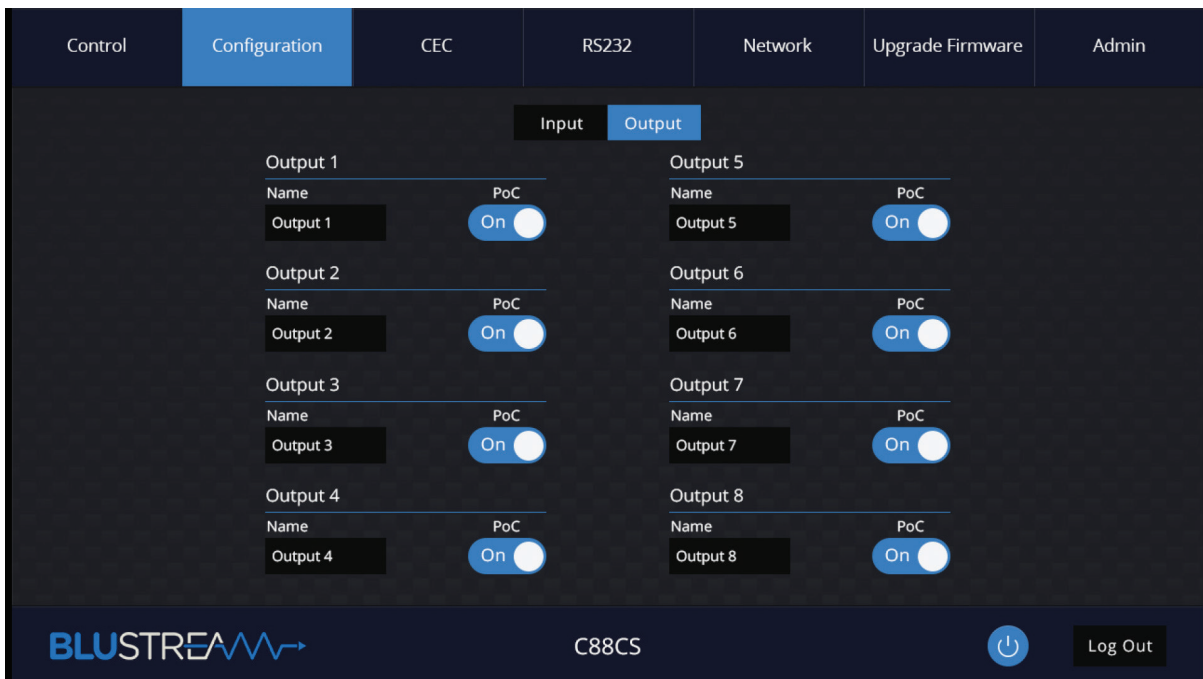 Control Configuration CEC RS232 Network Upgrade Firmware Admin
Input Output
Output 1
Name PoC
Output 1 On
Output 2
Name PoC
Output 2 On
Output 3
Name PoC
Output 3 On
Output 4
Name PoC
Output 4 On
Output 5
Name PoC
Output 5 On
Output 6
Name PoC
Output 6 On
Output 7
Name PoC
Output 7 On
Output 8
Name PoC
Output 8 On
BLUSTREAM C88CS Log Out